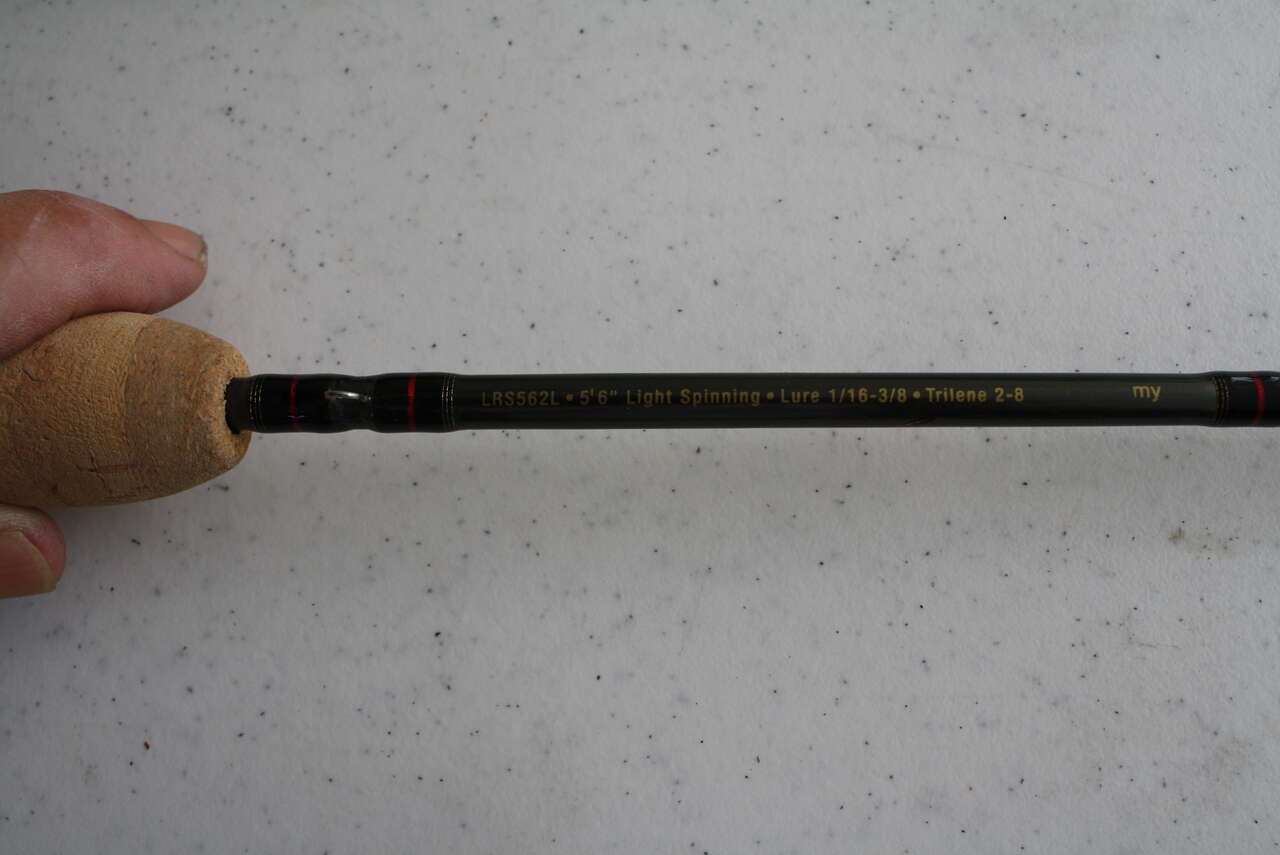 LRS562L • 5'6" Light Spinning • Lure 1/16-3/8 • Trilene 2-8 my